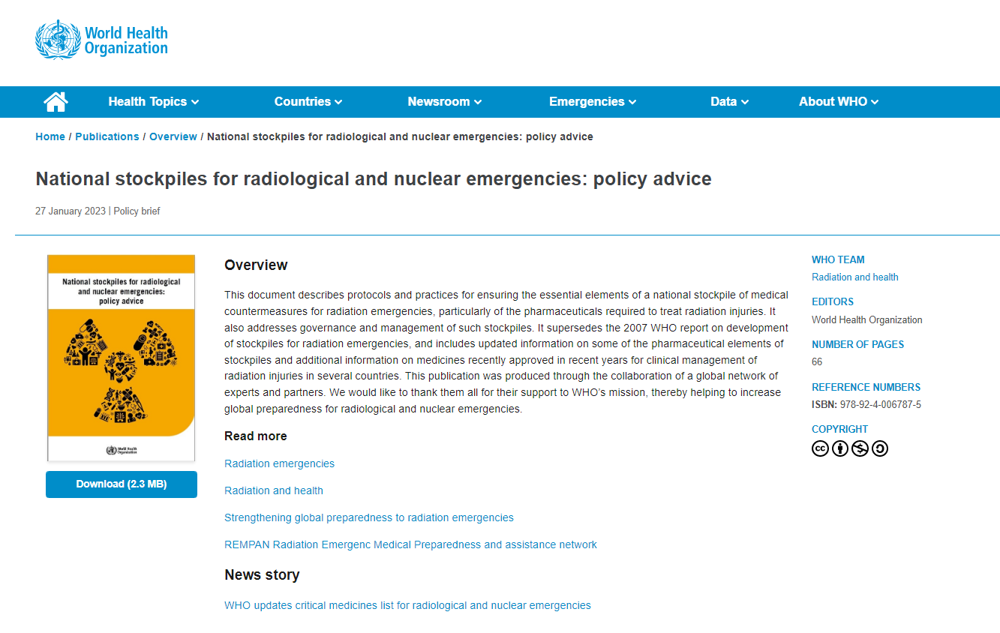 World Health
Organization
Health Topics
Countries
Newsroom
Emergencies
Data
About WHO
Home / Publications / Overview / National stockpiles for radiological and nuclear emergencies: policy advice
National stockpiles for radiological and nuclear emergencies: policy advice
27 January 2023 | Policy brief
National stockpiles for radiological
and nuclear emergencies:
policy advice
World Health
Organization
Download (2.3 MB)
Overview
This document describes protocols and practices for ensuring the essential elements of a national stockpile of medical
countermeasures for radiation emergencies, particularly of the pharmaceuticals required to treat radiation injuries. It
also addresses governance and management of such stockpiles. It supersedes the 2007 WHO report on development
of stockpiles for radiation emergencies, and includes updated information on some of the pharmaceutical elements of
stockpiles and additional information on medicines recently approved in recent years for clinical management of
radiation injuries in several countries. This publication was produced through the collaboration of a global network of
experts and partners. We would like to thank them all for their support to WHO’s mission, thereby helping to increase
global preparedness for radiological and nuclear emergencies.
Read more
Radiation emergencies
Radiation and health
Strengthening global preparedness to radiation emergencies
REMPAN Radiation Emergenc Medical Preparedness and assistance network
News story
WHO updates critical medicines list for radiological and nuclear emergencies
WHO TEAM
Radiation and health
EDITORS
World Health Organization
NUMBER OF PAGES
66
REFERENCE NUMBERS
ISBN: 978-92-4-006787-5
COPYRIGHT
cc